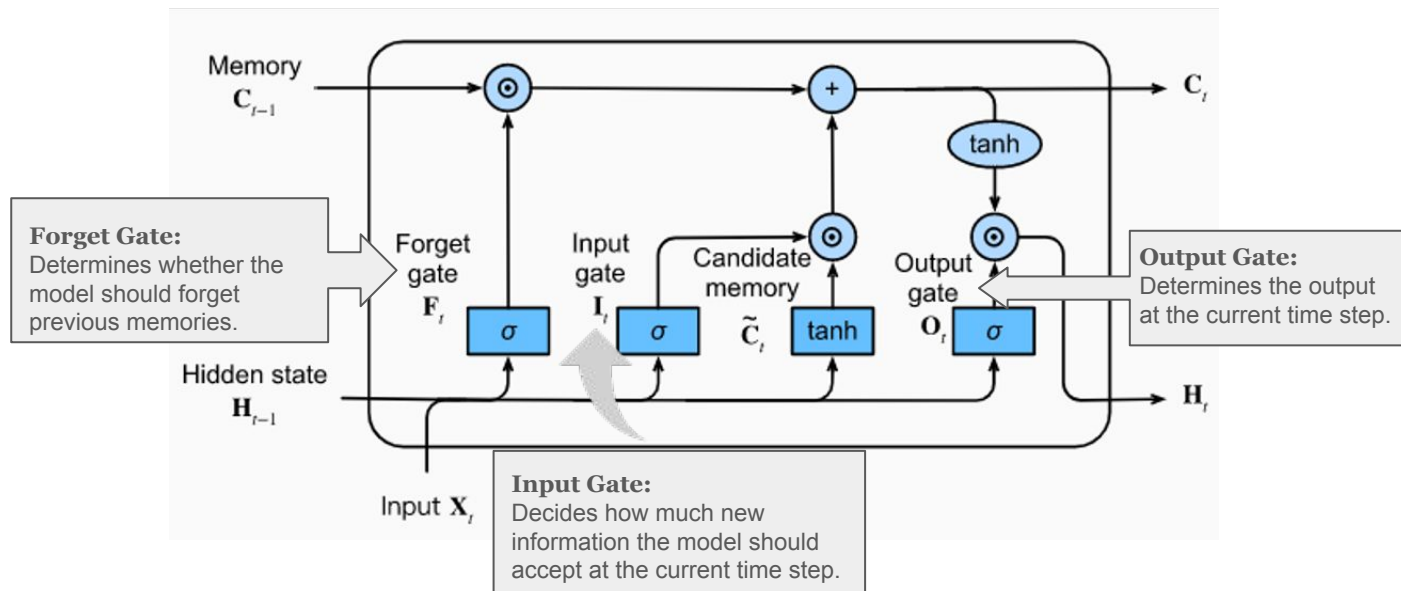 Memory
C_{t−1}
⊙
+
C_t
tanh
Forget Gate:
Determines whether the
model should forget
previous memories.
Forget
gate
F_t
σ
Input
gate
I_t
σ
Candidate
memory
C̃_t
⊙
tanh
Output
gate
O_t
⊙
σ
Output Gate:
Determines the output
at the current time step.
Hidden state
H_{t−1}
H_t
Input X_t
Input Gate:
Decides how much new
information the model should
accept at the current time step.